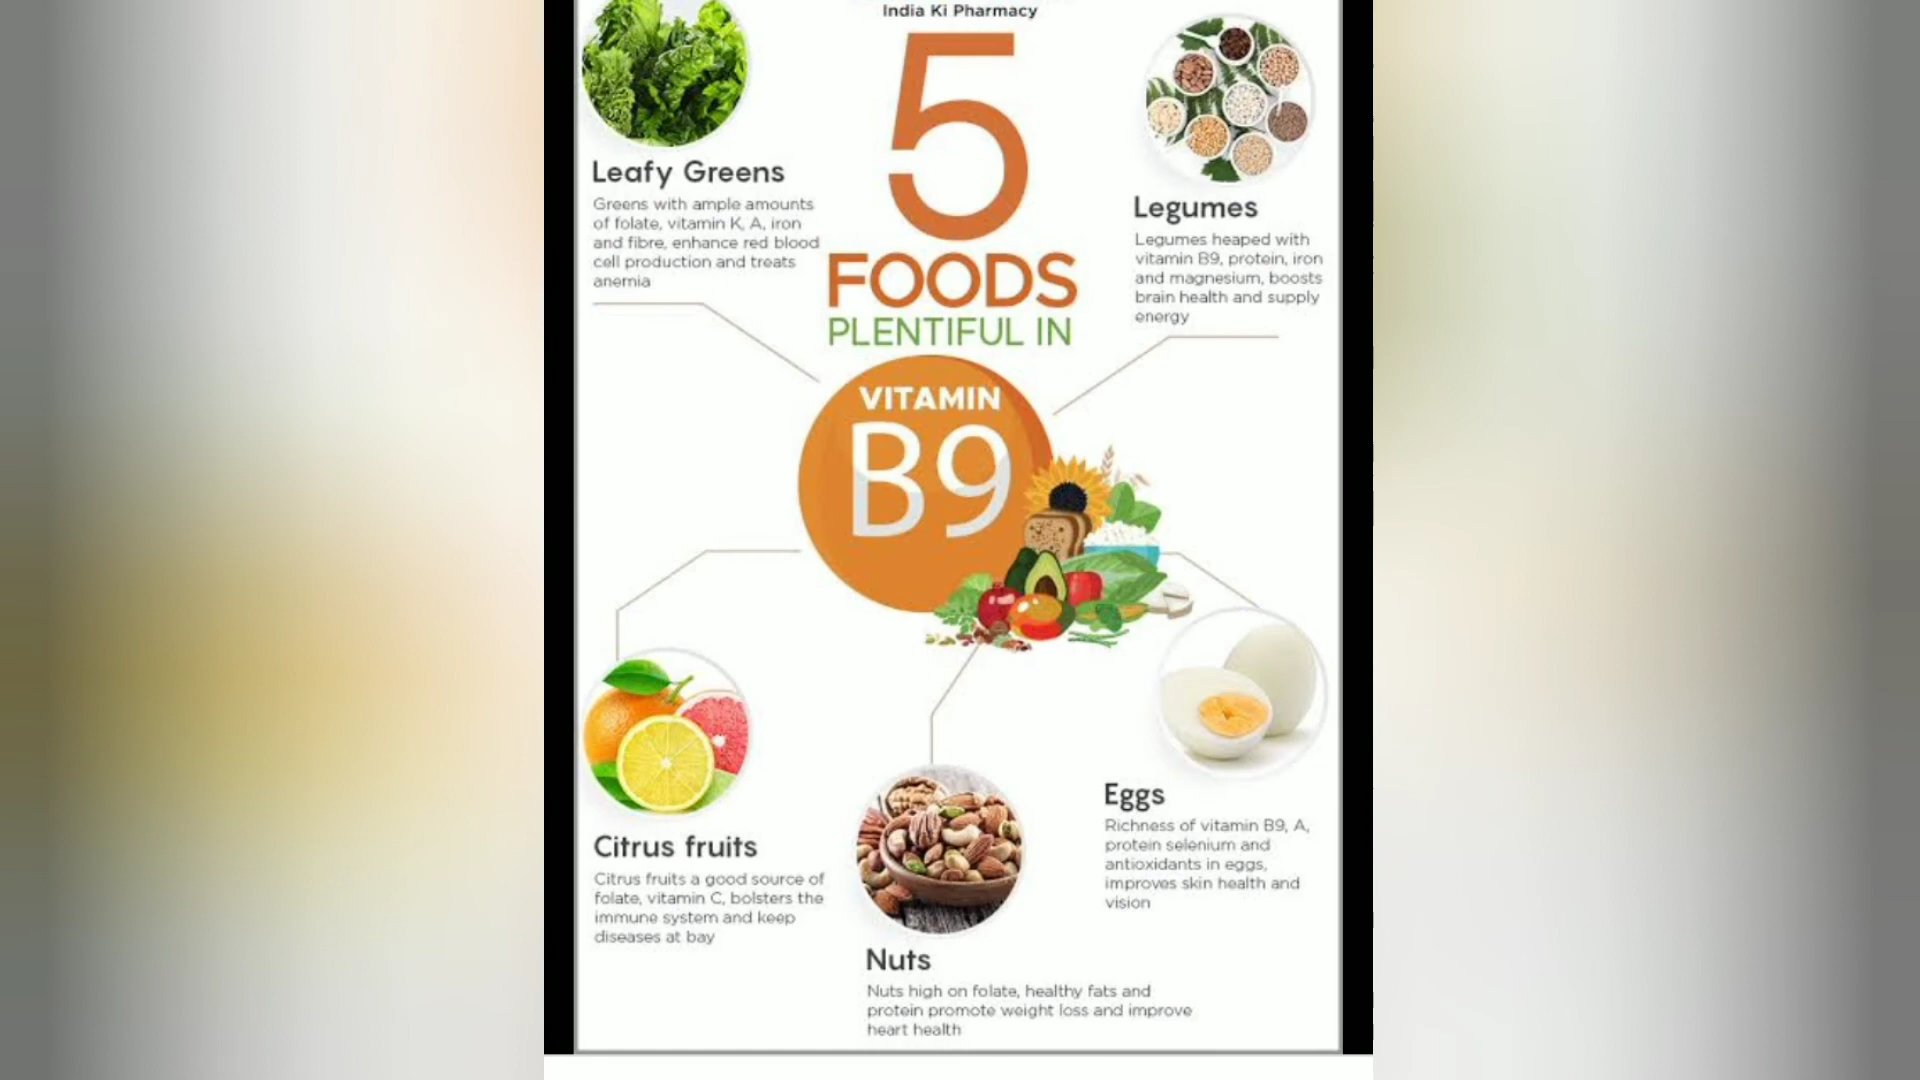 India Ki Pharmacy
5
FOODS
PLENTIFUL IN
VITAMIN
B9
Leafy Greens
Greens with ample amounts
of folate, vitamin K, A, iron
and fibre, enhance red blood
cell production and treats
anemia
Legumes
Legumes heaped with
vitamin B9, protein, iron
and magnesium, boosts
brain health and supply
energy
Citrus fruits
Citrus fruits a good source of
folate, vitamin C, bolsters the
immune system and keep
diseases at bay
Nuts
Nuts high on folate, healthy fats and
protein promote weight loss and improve
heart health
Eggs
Richness of vitamin B9, A,
protein selenium and
antioxidants in eggs,
improves skin health and
vision